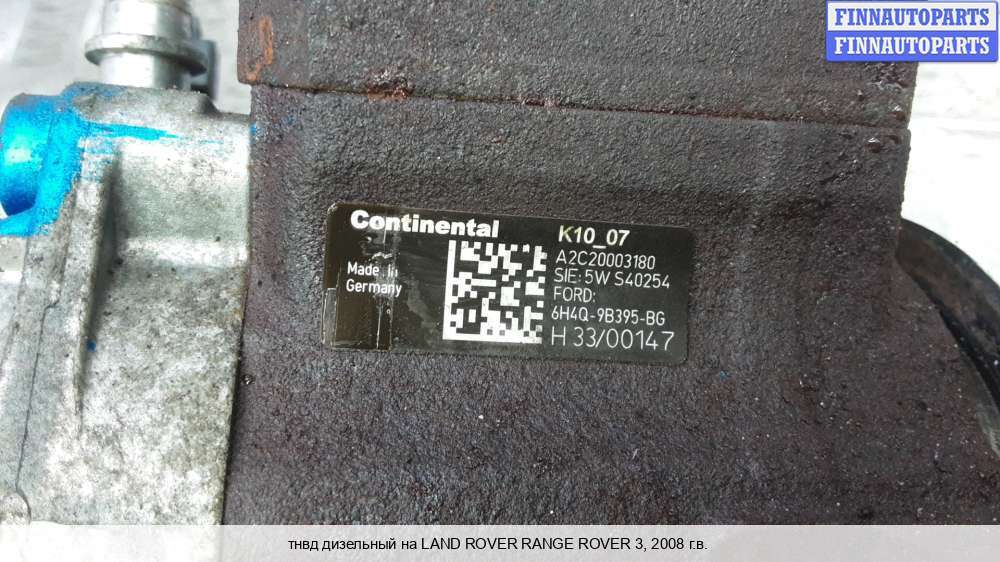 FINNAUTOPARTS
FINNAUTOPARTS
Continental
K10_07
A2C20003180
SIE: 5W S40254
Made in
Germany
FORD:
6H4Q-9B395-BG
H 33/00147
тнвд дизельный на LAND ROVER RANGE ROVER 3, 2008 г.в.